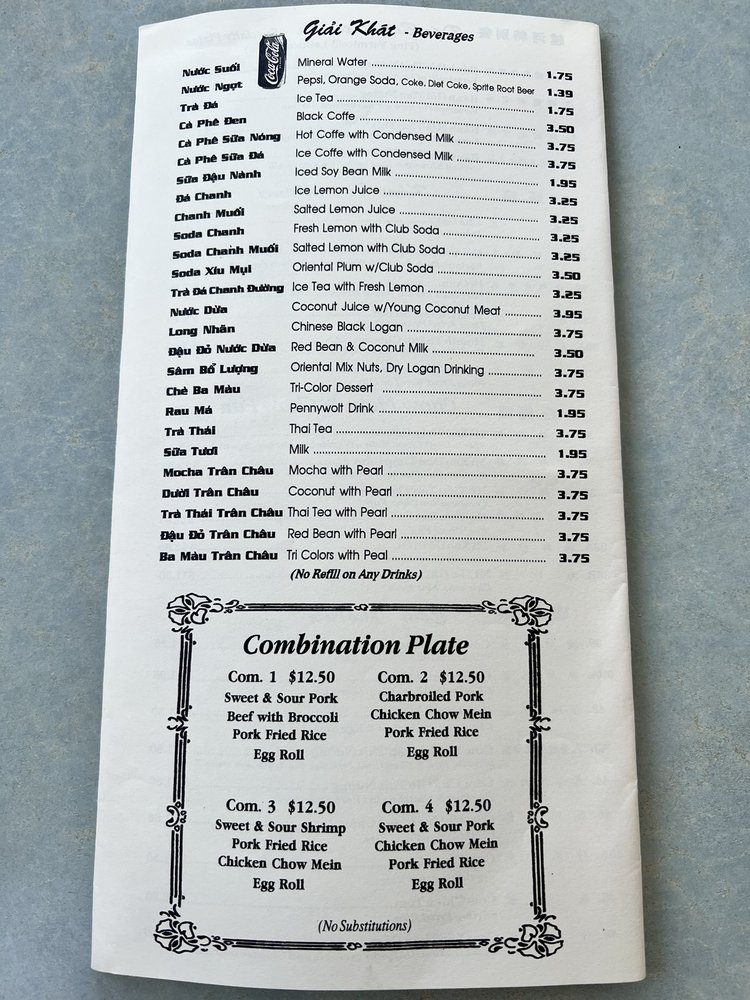 Giải Khát - Beverages
Coca-Cola
Nước Suối Mineral Water 1.75
Nước Ngọt Pepsi, Orange Soda, Coke, Diet Coke, Sprite Root Beer 1.39
Trà Đá Ice Tea 1.75
Cà Phê Đen Black Coffe 3.50
Cà Phê Sữa Nóng Hot Coffe with Condensed Milk 3.75
Cà Phê Sữa Đá Ice Coffe with Condensed Milk 3.75
Sữa Đậu Nành Iced Soy Bean Milk 1.95
Đá Chanh Ice Lemon Juice 3.25
Chanh Muối Salted Lemon Juice 3.25
Soda Chanh Fresh Lemon with Club Soda 3.25
Soda Chanh Muối Salted Lemon with Club Soda 3.25
Soda Xí Muị Oriental Plum w/Club Soda 3.50
Trà Đá Chanh Đường Ice Tea with Fresh Lemon 3.25
Nước Dừa Coconut Juice w/Young Coconut Meat 3.95
Long Nhãn Chinese Black Logan 3.75
Đậu Đỏ Nước Dừa Red Bean & Coconut Milk 3.50
Sâm Bổ Lượng Oriental Mix Nuts, Dry Logan Drinking 3.75
Chè Ba Màu Tri-Color Dessert 3.75
Rau Má Pennywolt Drink 1.95
Trà Thái Thai Tea 3.75
Sữa Tươi Milk 1.95
Mocha Trân Châu Mocha with Pearl 3.75
Dười Trân Châu Coconut with Pearl 3.75
Trà Thái Trân Châu Thai Tea with Pearl 3.75
Đậu Đỏ Trân Châu Red Bean with Pearl 3.75
Ba Màu Trân Châu Tri Colors with Peal 3.75
(No Refill on Any Drinks)
Combination Plate
Com. 1 $12.50
Sweet & Sour Pork
Beef with Broccoli
Pork Fried Rice
Egg Roll
Com. 2 $12.50
Charbroiled Pork
Chicken Chow Mein
Pork Fried Rice
Egg Roll
Com. 3 $12.50
Sweet & Sour Shrimp
Pork Fried Rice
Chicken Chow Mein
Egg Roll
Com. 4 $12.50
Sweet & Sour Pork
Chicken Chow Mein
Pork Fried Rice
Egg Roll
(No Substitutions)